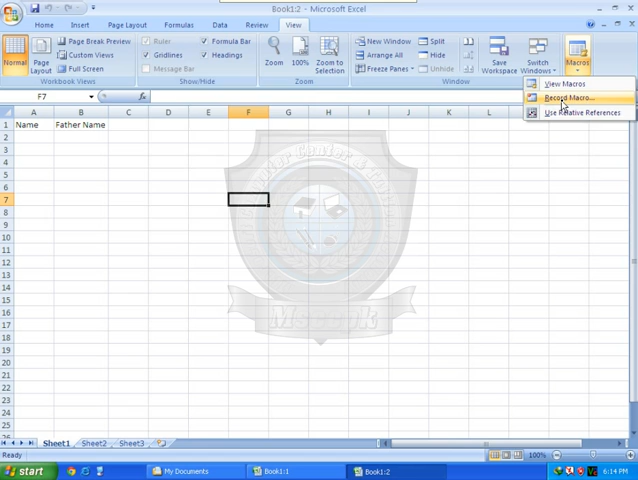 Book1:2 - Microsoft Excel
Home Insert Page Layout Formulas Data Review View
Normal
Page Layout
Page Break Preview
Custom Views
Full Screen
Workbook Views
Ruler
Gridlines
Message Bar
Formula Bar
Headings
Show/Hide
Zoom
100%
Zoom to Selection
Zoom
New Window
Arrange All
Freeze Panes
Split
Hide
Unhide
Window
Save Workspace
Switch Windows
Macros
View Macros
Record Macro...
Use Relative References
F7
fx
A B C D E F G H I J K L
1 Name Father Name
2
3
4
5
6
7
8
9
10
11
12
13
14
15
16
17
18
19
20
21
22
23
24
25
Sheet1 Sheet2 Sheet3
Ready
100%
start My Documents Book1:1 Book1:2 6:14 PM